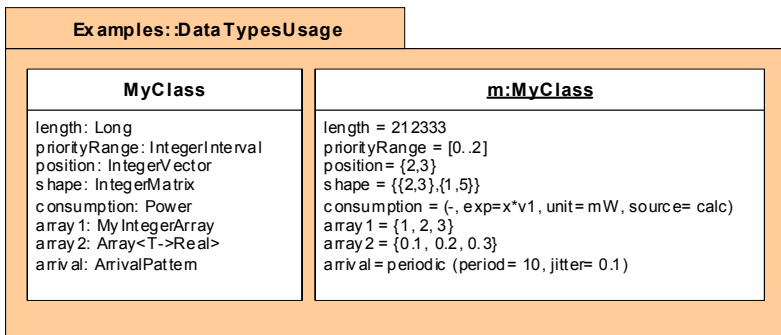 Examples::DataTypesUsage
MyClass
length: Long
priorityRange: IntegerInterval
position: IntegerVector
shape: IntegerMatrix
consumption: Power
array1: MyIntegerArray
array2: Array<T->Real>
arrival: ArrivalPattern
m:MyClass
length = 212333
priorityRange = [0..2]
position= {2,3}
shape = {{2,3},{1,5}}
consumption = (-, exp=x*v1, unit= mW, source= calc)
array1 = {1, 2, 3}
array2 = {0.1, 0.2, 0.3}
arrival= periodic (period= 10, jitter= 0.1)